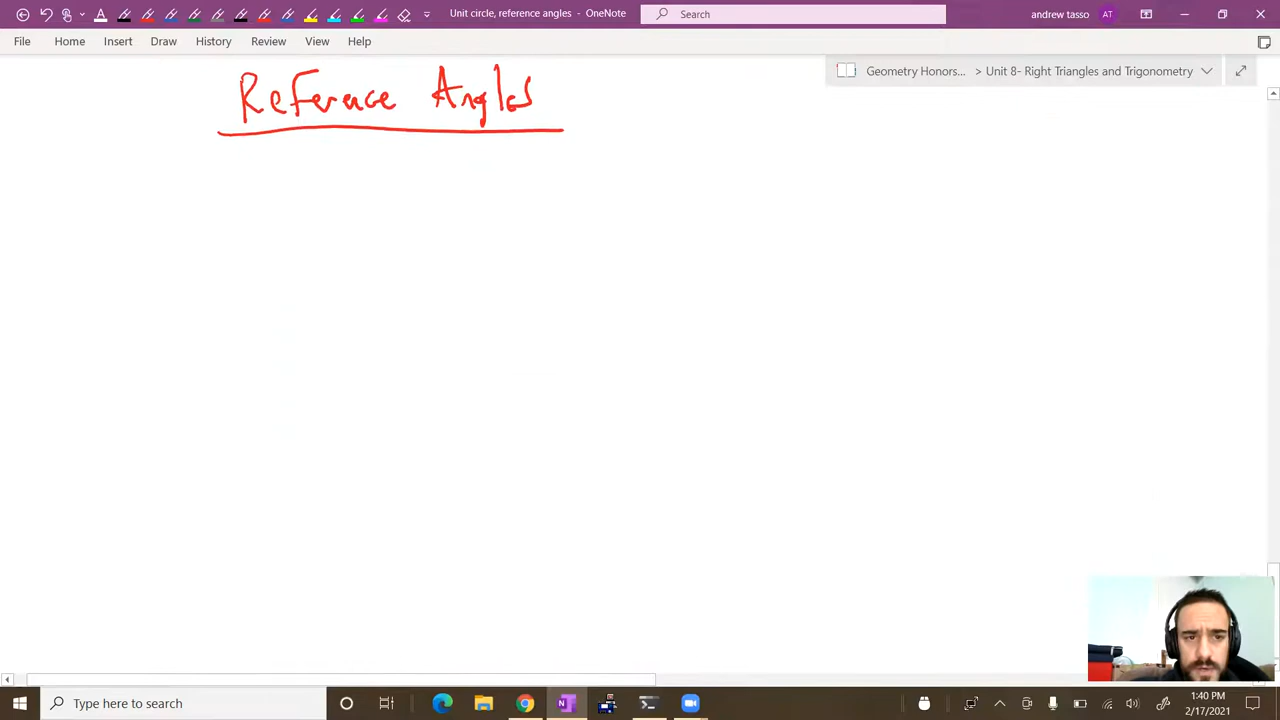 Unit circle, reference angles - OneNote
Search
andrew tasso
AT
File Home Insert Draw History Review View Help
Geometry Honors... > Unit 8- Right Triangles and Trigonometry
Reference Angles
Type here to search
1:40 PM
2/17/2021